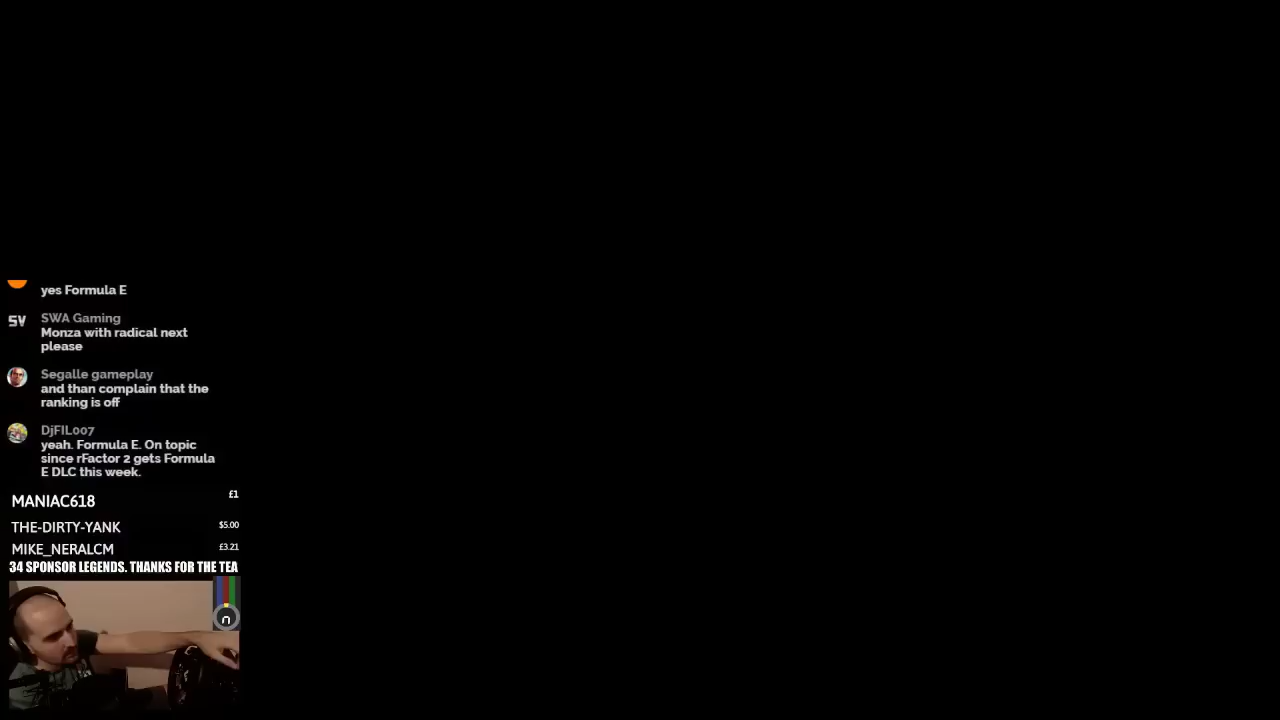 yes Formula E
SWA Gaming
Monza with radical next
please
Segalle gameplay
and than complain that the
ranking is off
DjFIL007
yeah. Formula E. On topic
since rFactor 2 gets Formula
E DLC this week.
MANIAC618 £1
THE-DIRTY-YANK $5.00
MIKE_NERALCM £3.21
34 SPONSOR LEGENDS. THANKS FOR THE TEA
n